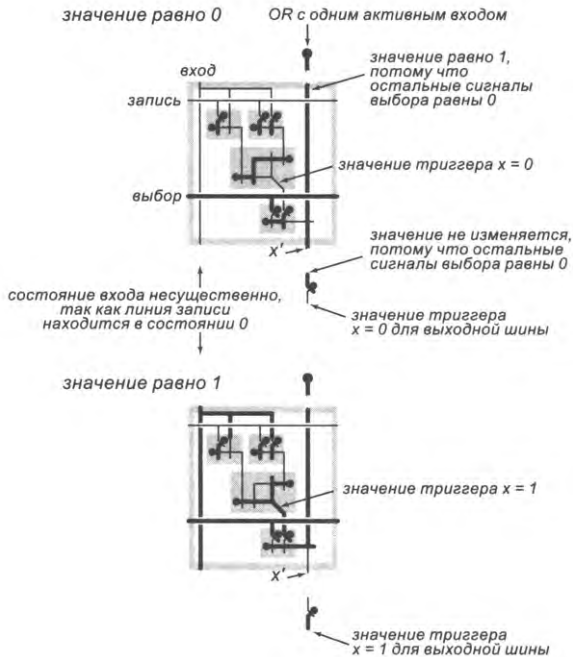 значение равно 0
OR с одним активным входом
значение равно 1,
потому что
остальные сигналы
выбора равны 0
вход
запись
значение триггера x = 0
выбор
значение не изменяется,
потому что остальные
сигналы выбора равны 0
x'
состояние входа несущественно,
так как линия записи
находится в состоянии 0
значение триггера
x = 0 для выходной шины
значение равно 1
значение триггера x = 1
x'
значение триггера
x = 1 для выходной шины